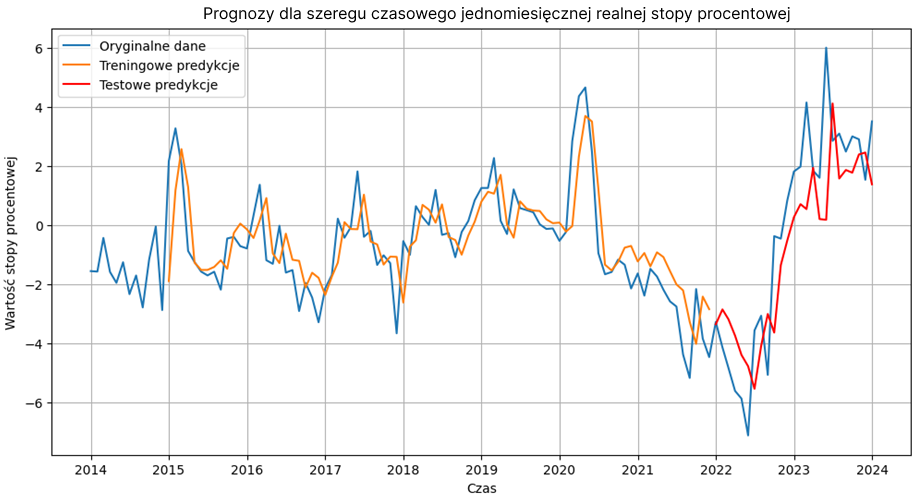 Prognozy dla szeregu czasowego jednomiesięcznej realnej stopy procentowej
Oryginalne dane
Treningowe predykcje
Testowe predykcje
Wartość stopy procentowej
6
4
2
0
−2
−4
−6
2014 2015 2016 2017 2018 2019 2020 2021 2022 2023 2024
Czas